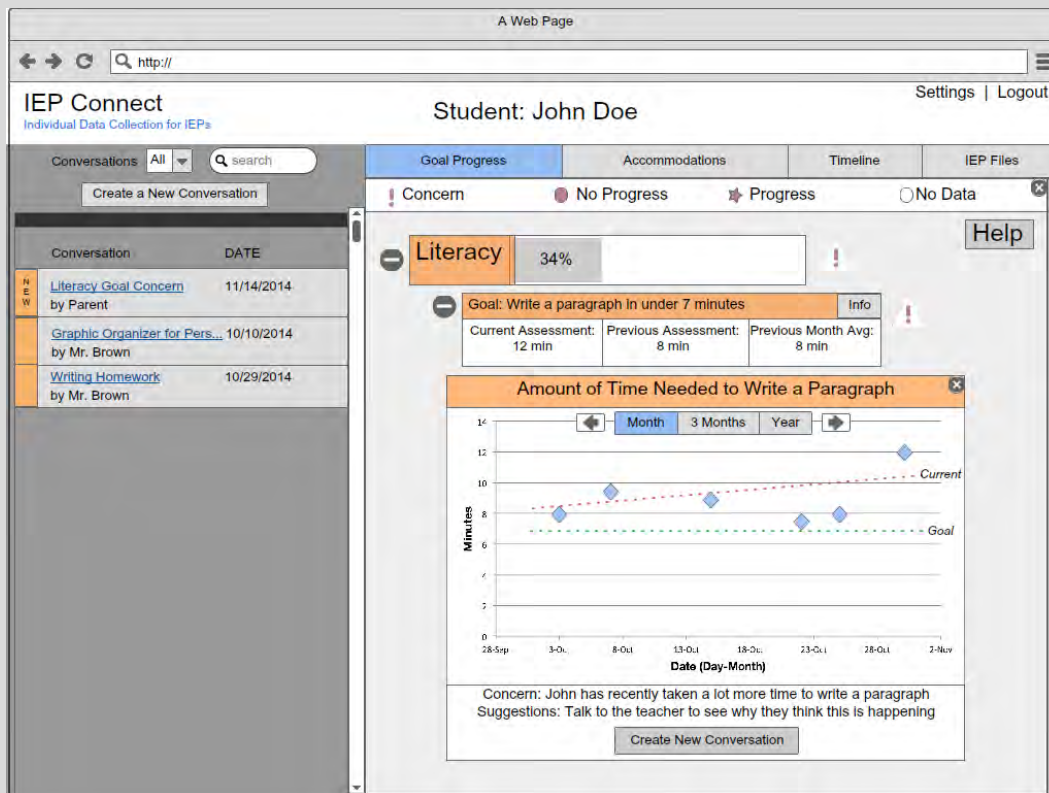 A Web Page
http://
IEP Connect
Individual Data Collection for IEPs
Student: John Doe
Settings | Logout
Conversations All search
Create a New Conversation
Conversation DATE
NEW
Literacy Goal Concern 11/14/2014
by Parent
Graphic Organizer for Pers... 10/10/2014
by Mr. Brown
Writing Homework 10/29/2014
by Mr. Brown
Goal Progress Accommodations Timeline IEP Files
! Concern No Progress Progress No Data
Help
Literacy 34% !
Goal: Write a paragraph in under 7 minutes Info !
Current Assessment: Previous Assessment: Previous Month Avg:
12 min 8 min 8 min
Amount of Time Needed to Write a Paragraph
Month 3 Months Year
14
12
10
8
6
4
2
0
Minutes
Current
Goal
28-Sep 3-Oct 8-Oct 13-Oct 18-Oct 23-Oct 28-Oct 2-Nov
Date (Day-Month)
Concern: John has recently taken a lot more time to write a paragraph
Suggestions: Talk to the teacher to see why they think this is happening
Create New Conversation